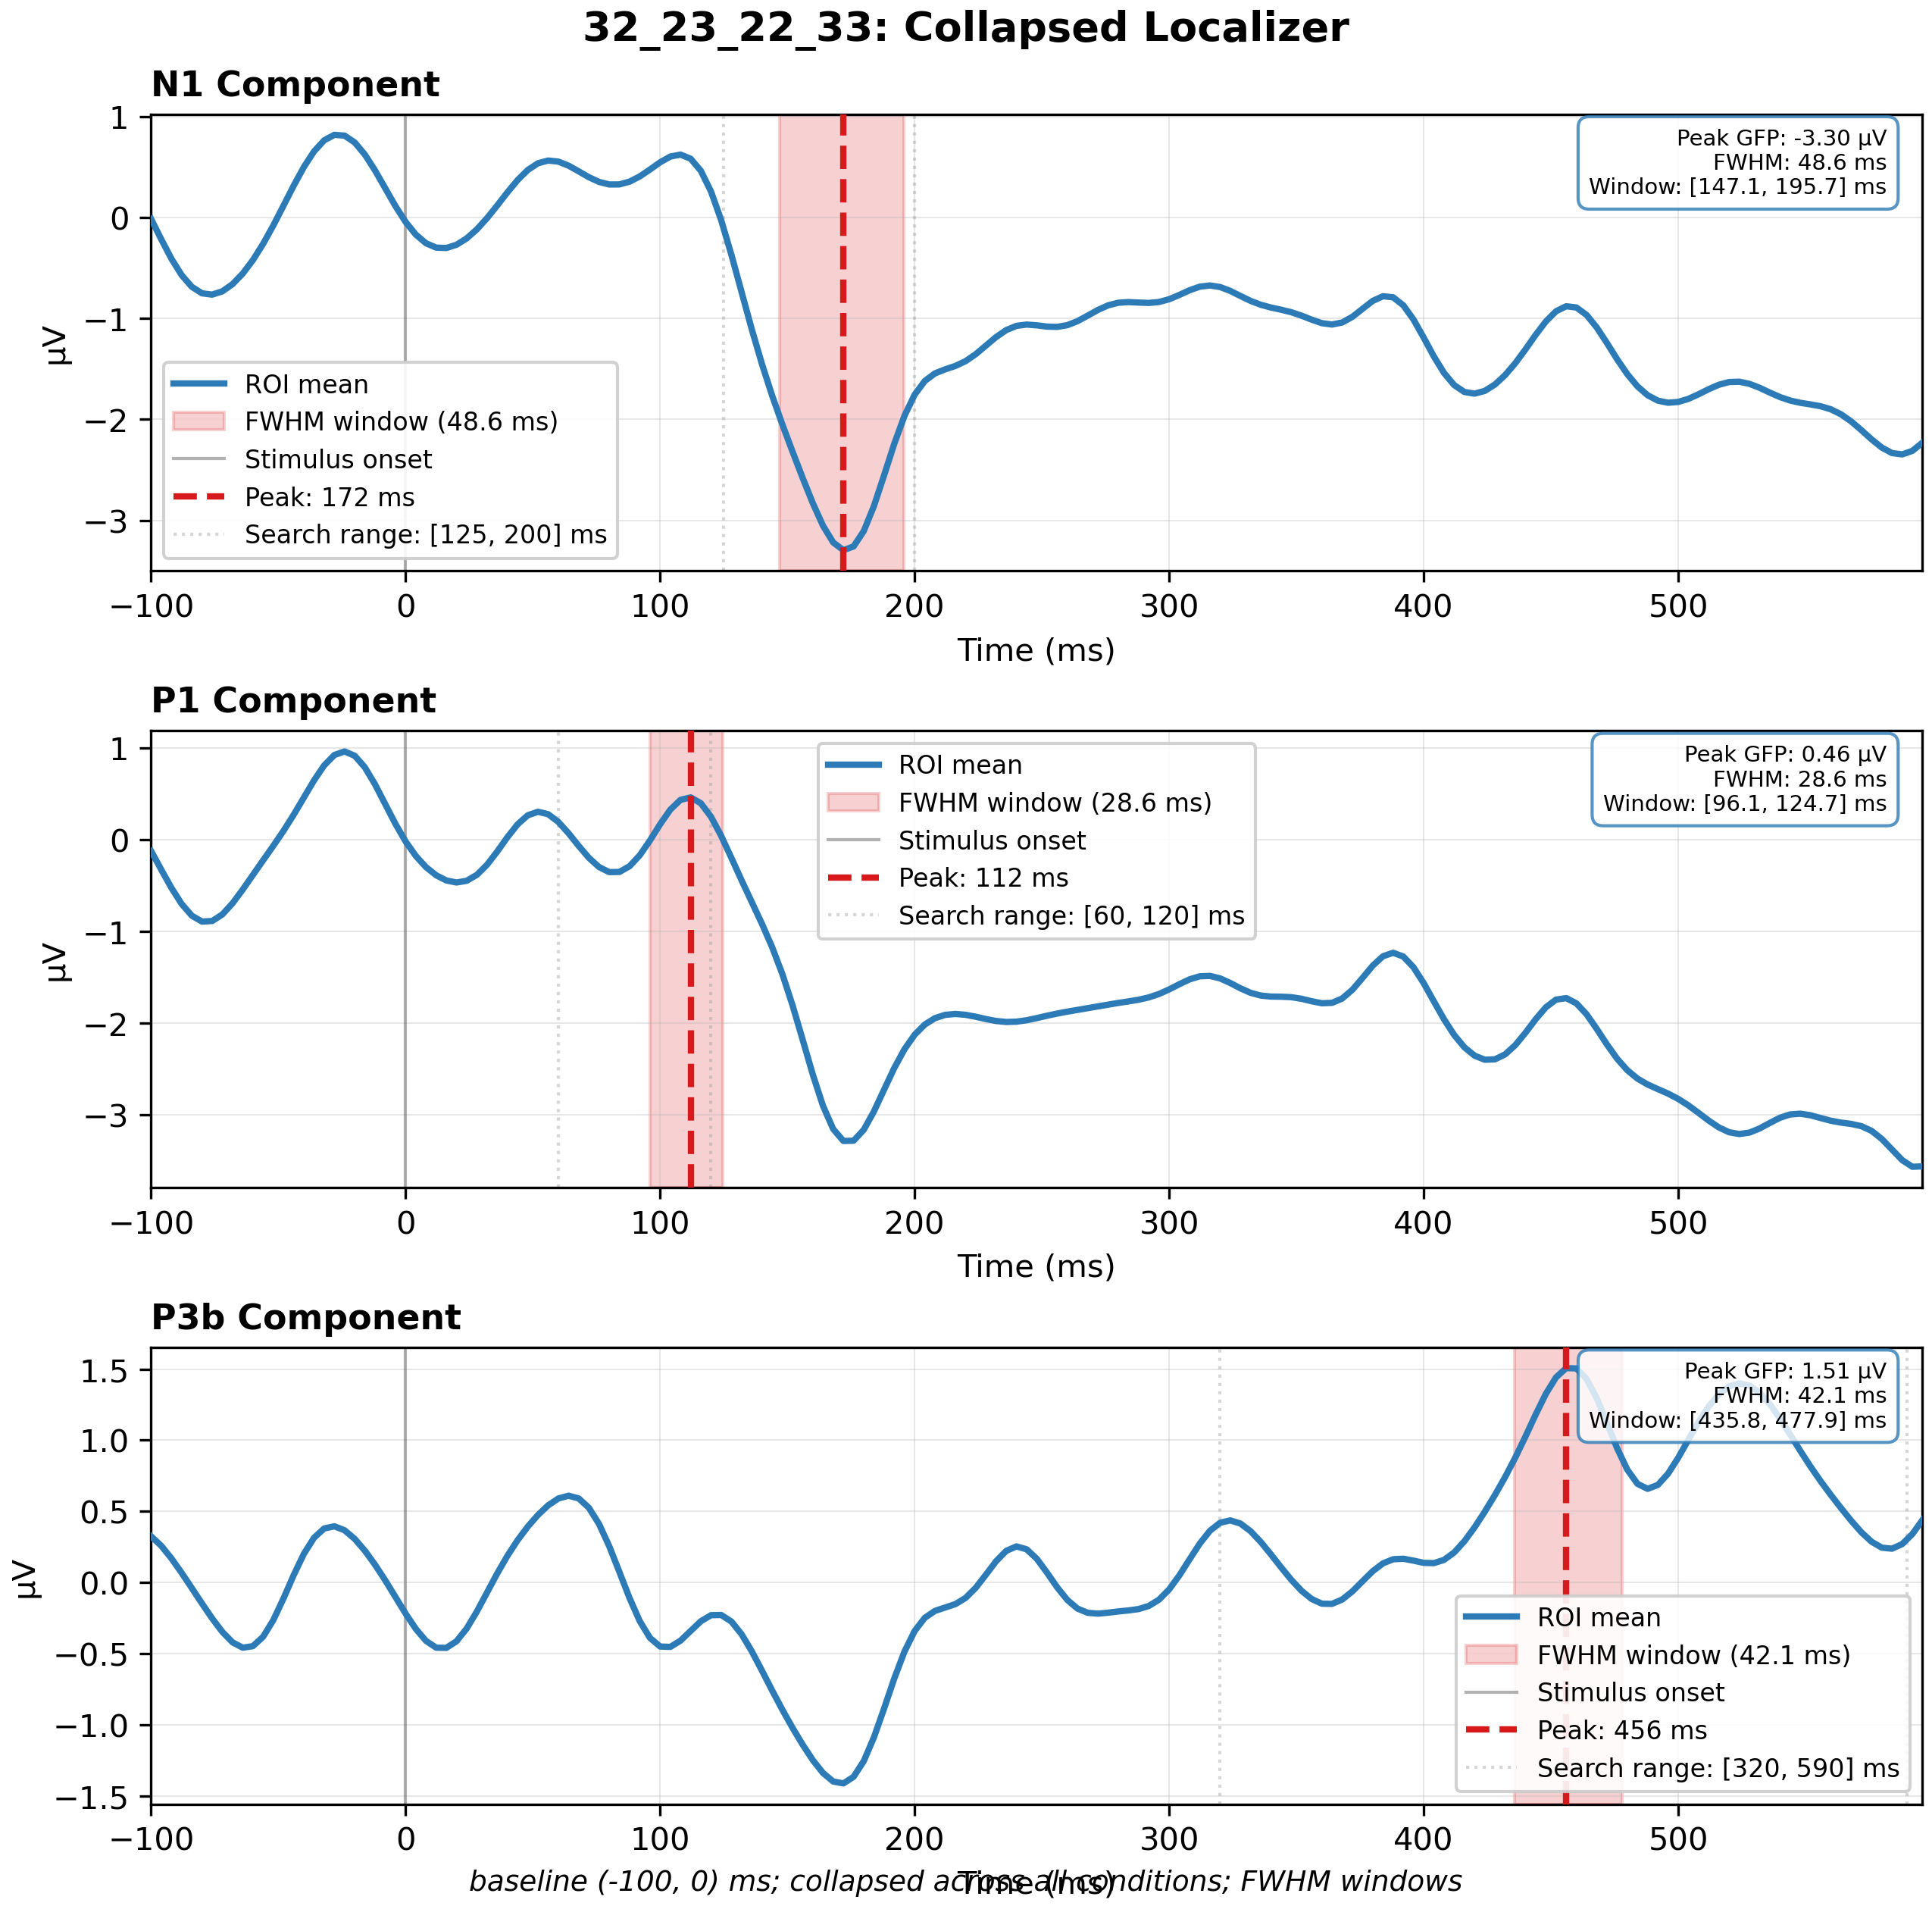 32_23_22_33: Collapsed Localizer
N1 Component
Peak GFP: -3.30 µV
FWHM: 48.6 ms
Window: [147.1, 195.7] ms
1
0
−1
−2
−3
µV
ROI mean
FWHM window (48.6 ms)
Stimulus onset
Peak: 172 ms
Search range: [125, 200] ms
−100 0 100 200 300 400 500
Time (ms)
P1 Component
ROI mean
FWHM window (28.6 ms)
Stimulus onset
Peak: 112 ms
Search range: [60, 120] ms
Peak GFP: 0.46 µV
FWHM: 28.6 ms
Window: [96.1, 124.7] ms
1
0
−1
−2
−3
µV
−100 0 100 200 300 400 500
Time (ms)
P3b Component
Peak GFP: 1.51 µV
FWHM: 42.1 ms
Window: [435.8, 477.9] ms
1.5
1.0
0.5
0.0
−0.5
−1.0
−1.5
µV
ROI mean
FWHM window (42.1 ms)
Stimulus onset
Peak: 456 ms
Search range: [320, 590] ms
−100 0 100 200 300 400 500
Time (ms)
baseline (-100, 0) ms; collapsed across all conditions; FWHM windows